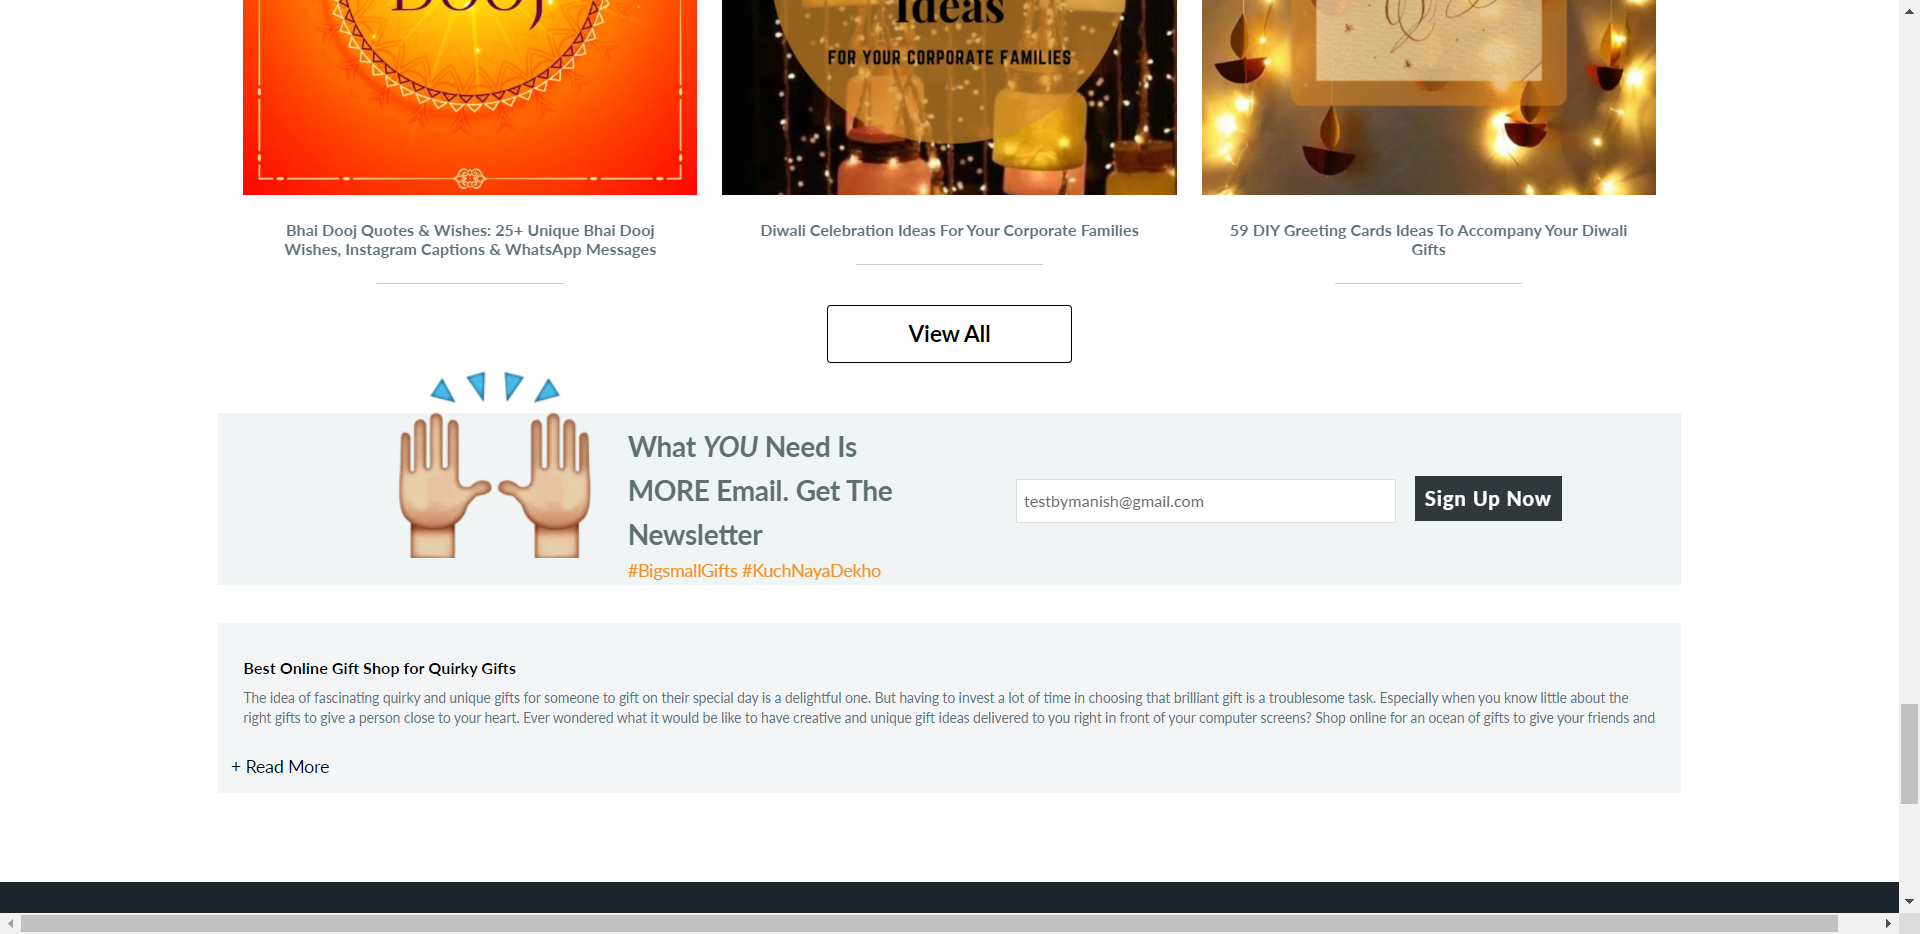 DOOJ
Ideas
FOR YOUR CORPORATE FAMILIES
Bhai Dooj Quotes & Wishes: 25+ Unique Bhai Dooj
Wishes, Instagram Captions & WhatsApp Messages
Diwali Celebration Ideas For Your Corporate Families
59 DIY Greeting Cards Ideas To Accompany Your Diwali
Gifts
View All
What YOU Need Is
MORE Email. Get The
Newsletter
#BigsmallGifts #KuchNayaDekho
testbymanish@gmail.com
Sign Up Now
Best Online Gift Shop for Quirky Gifts
The idea of fascinating quirky and unique gifts for someone to gift on their special day is a delightful one. But having to invest a lot of time in choosing that brilliant gift is a troublesome task. Especially when you know little about the
right gifts to give a person close to your heart. Ever wondered what it would be like to have creative and unique gift ideas delivered to you right in front of your computer screens? Shop online for an ocean of gifts to give your friends and
+ Read More